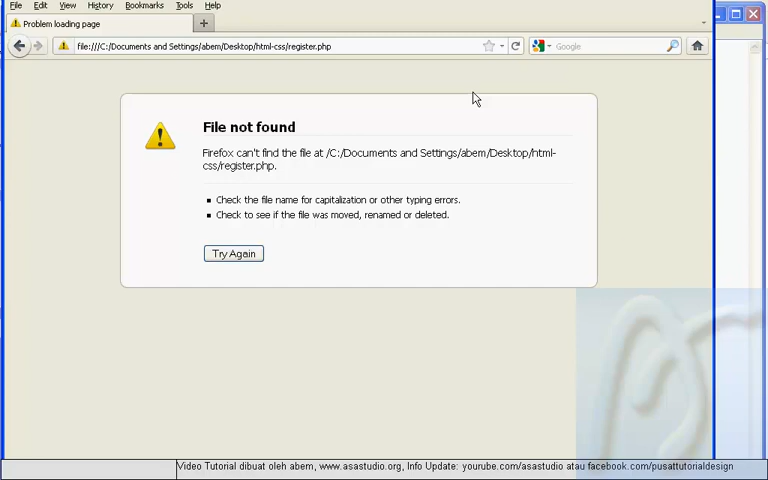 File Edit View History Bookmarks Tools Help
Problem loading page
file:///C:/Documents and Settings/abem/Desktop/html-css/register.php
Google
File not found
Firefox can't find the file at /C:/Documents and Settings/abem/Desktop/html-
css/register.php.
Check the file name for capitalization or other typing errors.
Check to see if the file was moved, renamed or deleted.
Try Again
Video Tutorial dibuat oleh abem, www.asastudio.org, Info Update: yourube.com/asastudio atau facebook.com/pusattutorialdesign